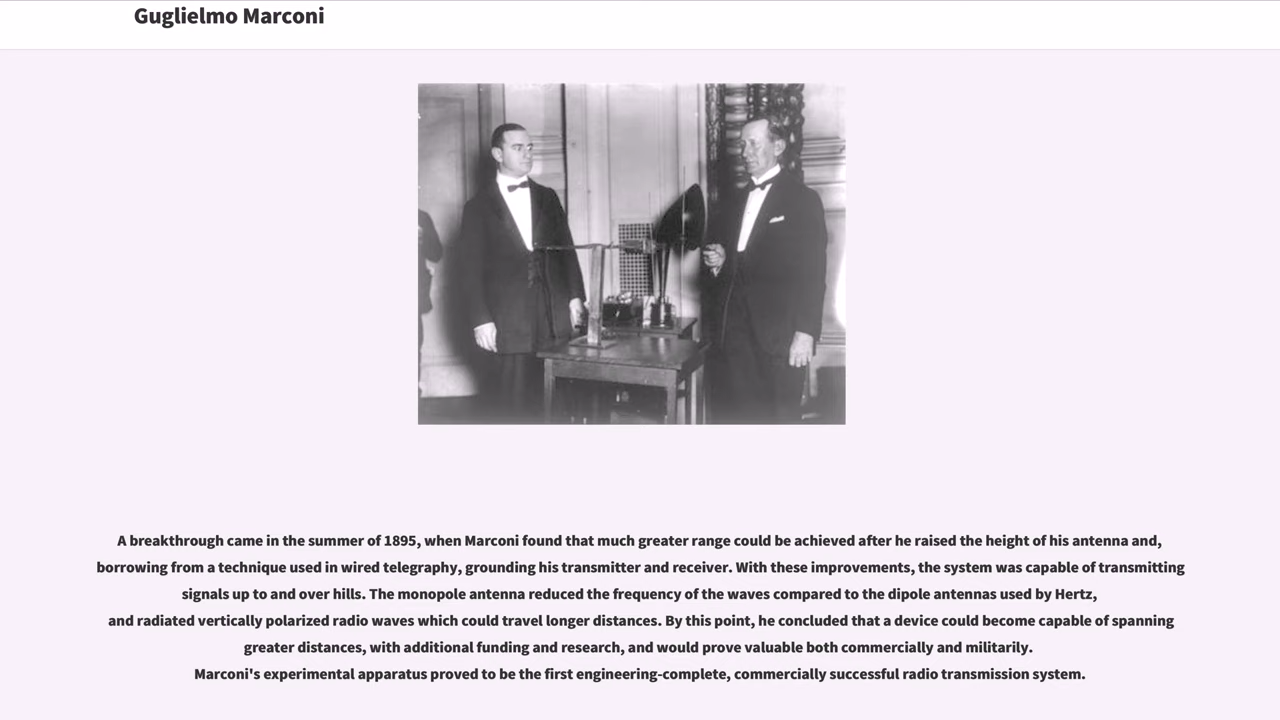 Guglielmo Marconi
A breakthrough came in the summer of 1895, when Marconi found that much greater range could be achieved after he raised the height of his antenna and,
borrowing from a technique used in wired telegraphy, grounding his transmitter and receiver. With these improvements, the system was capable of transmitting
signals up to and over hills. The monopole antenna reduced the frequency of the waves compared to the dipole antennas used by Hertz,
and radiated vertically polarized radio waves which could travel longer distances. By this point, he concluded that a device could become capable of spanning
greater distances, with additional funding and research, and would prove valuable both commercially and militarily.
Marconi's experimental apparatus proved to be the first engineering-complete, commercially successful radio transmission system.